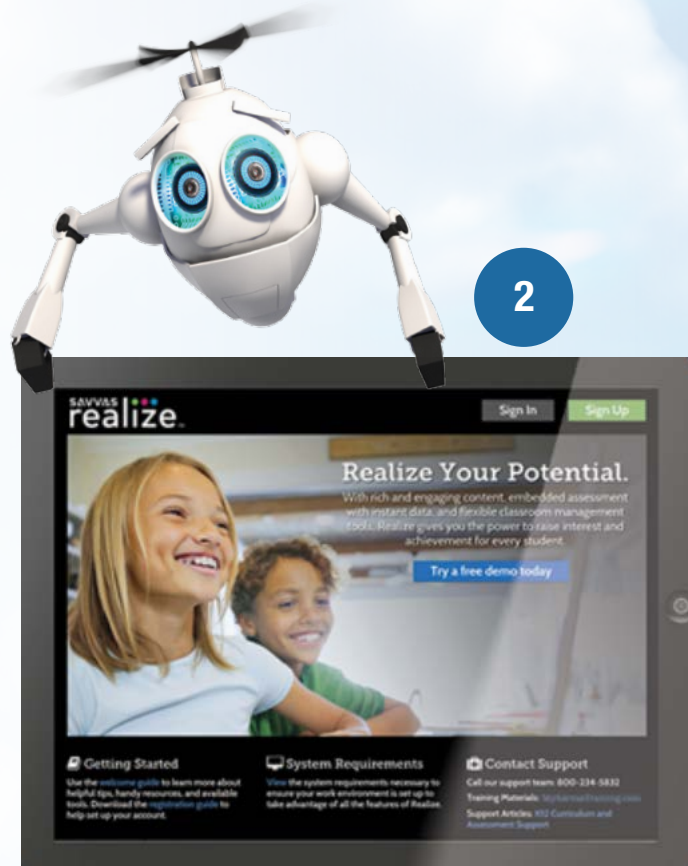 2
SAVVAS
realize™
Sign In
Sign Up
Realize Your Potential.
With rich and engaging content, embedded assessment
with instant data, and flexible classroom management
tools, Realize gives you the power to raise interest and
achievement for every student.
Try a free demo today
Getting Started
Use the welcome guide to learn more about
helpful tips, handy resources, and available
tools. Download the registration guide to
help set up your account.
System Requirements
View the system requirements necessary to
ensure your work environment is set up to
take advantage of all the features of Realize.
Contact Support
Call our support team: 800-234-5832
Training Materials:
Support Articles: K12 Curriculum and
Assessment Support